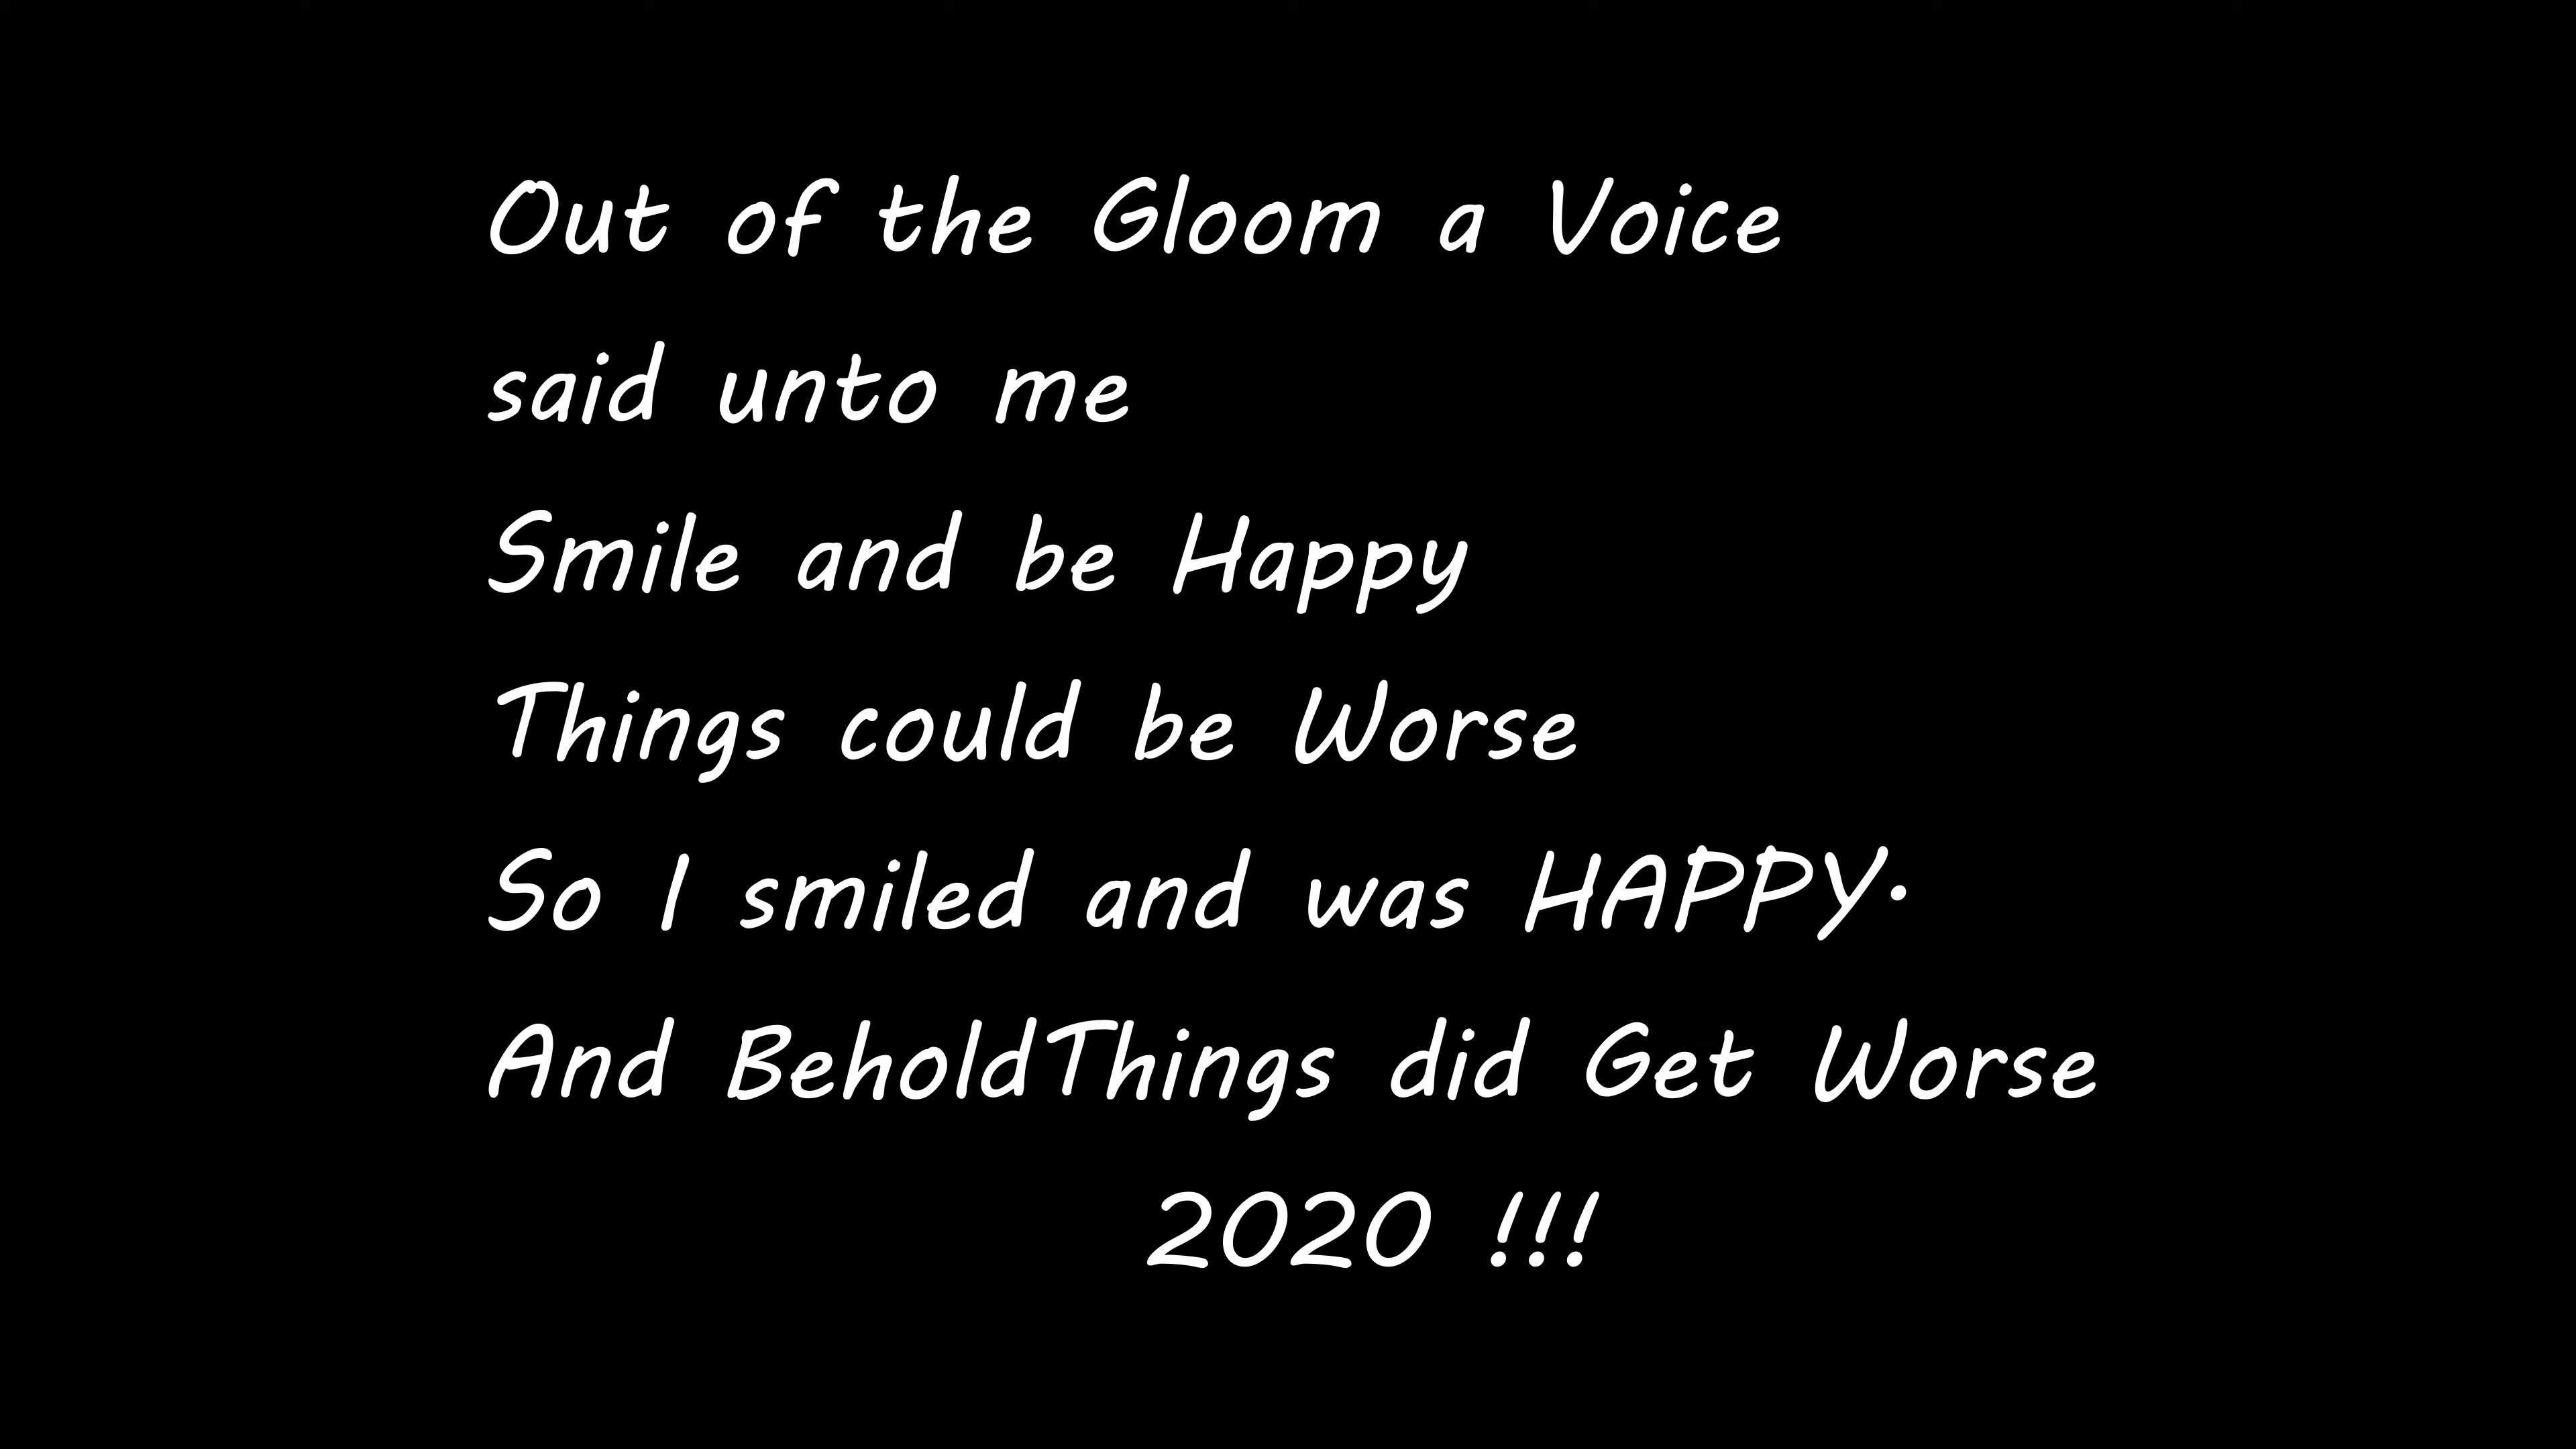 Out of the Gloom a Voice
said unto me
Smile and be Happy
Things could be Worse
So I smiled and was HAPPY.
And BeholdThings did Get Worse
2020 !!!